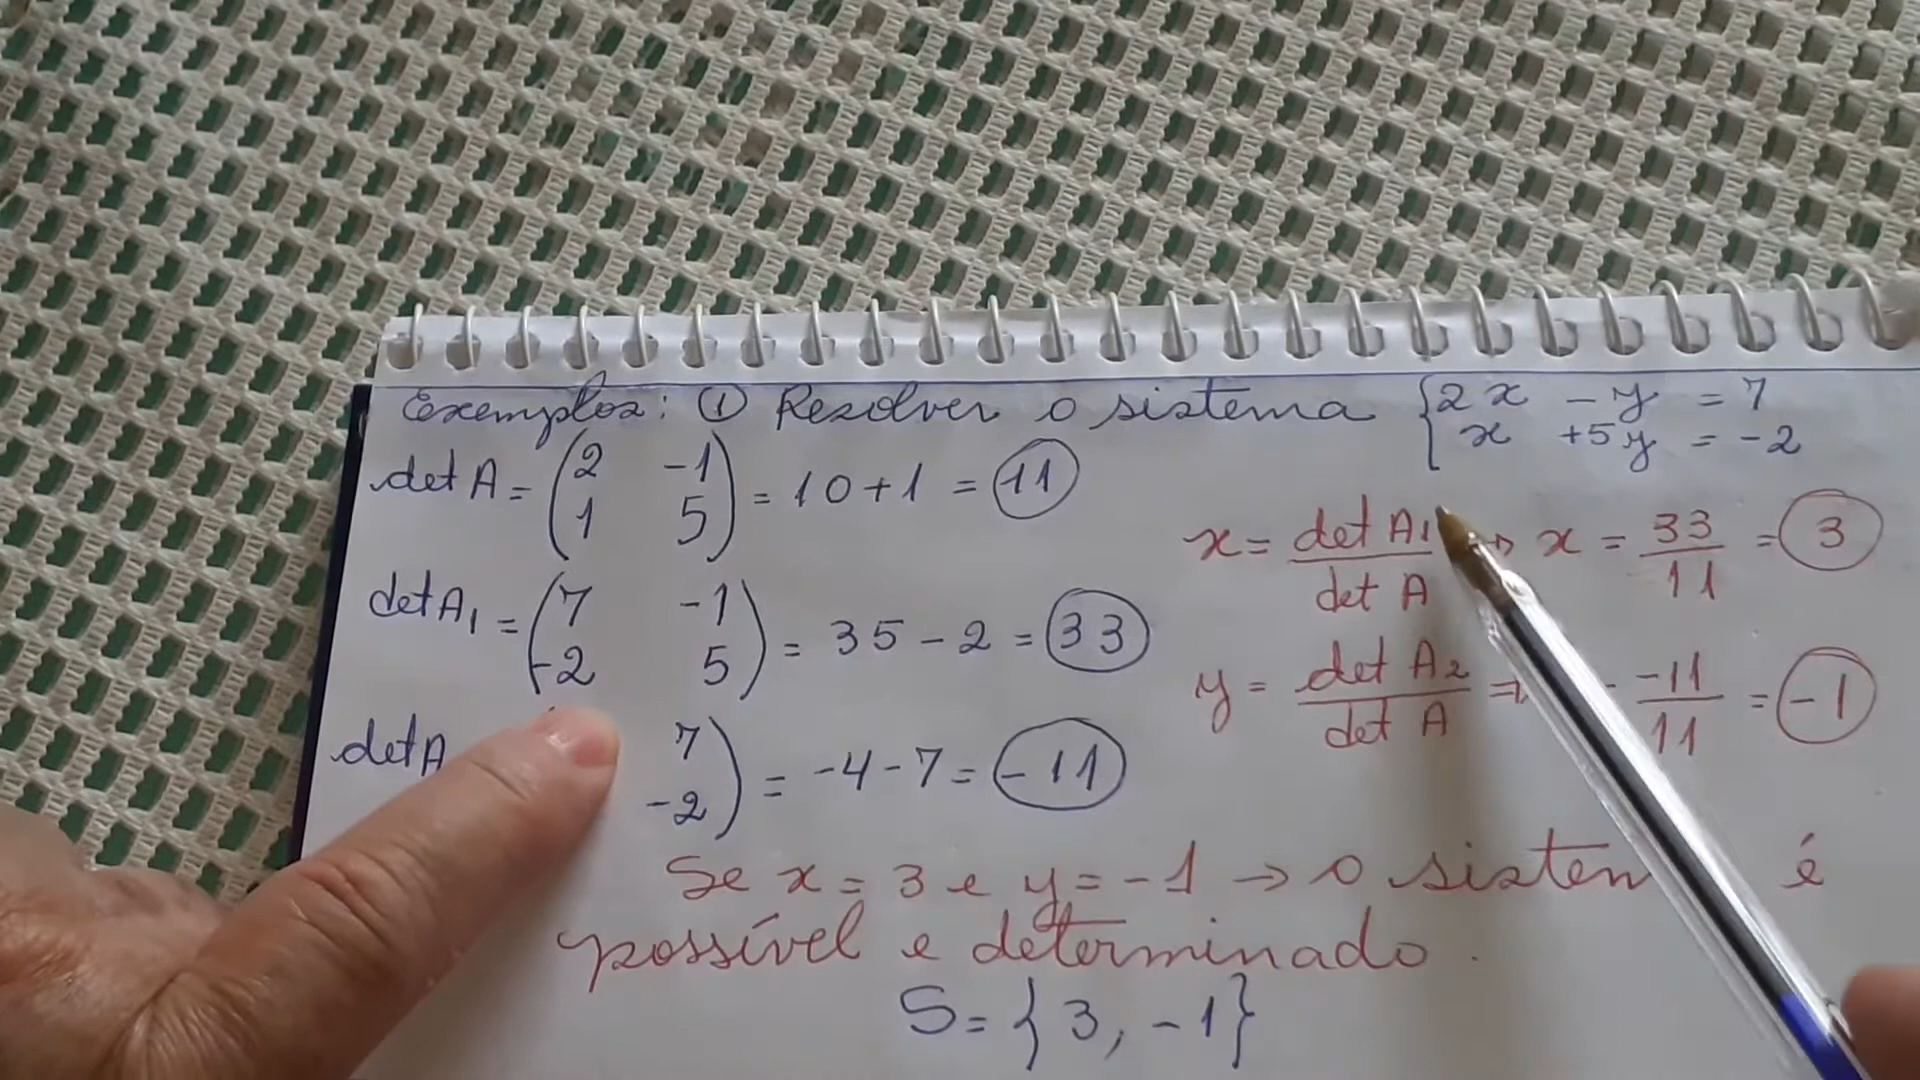 Exemplos: ① Resolver o sistema { 2x - y = 7
x + 5y = -2
det A = ( 2 -1
1 5 ) = 10 + 1 = 11
det A₁ = ( 7 -1
-2 5 ) = 35 - 2 = 33
det A 7
-2 ) = -4 - 7 = -11
x = det A₁ / det A → x = 33 / 11 = 3
y = det A₂ / det A ⇒ -11 / 11 = -1
Se x = 3 e y = -1 → o sistem é
possível e determinado.
S = { 3, -1 }